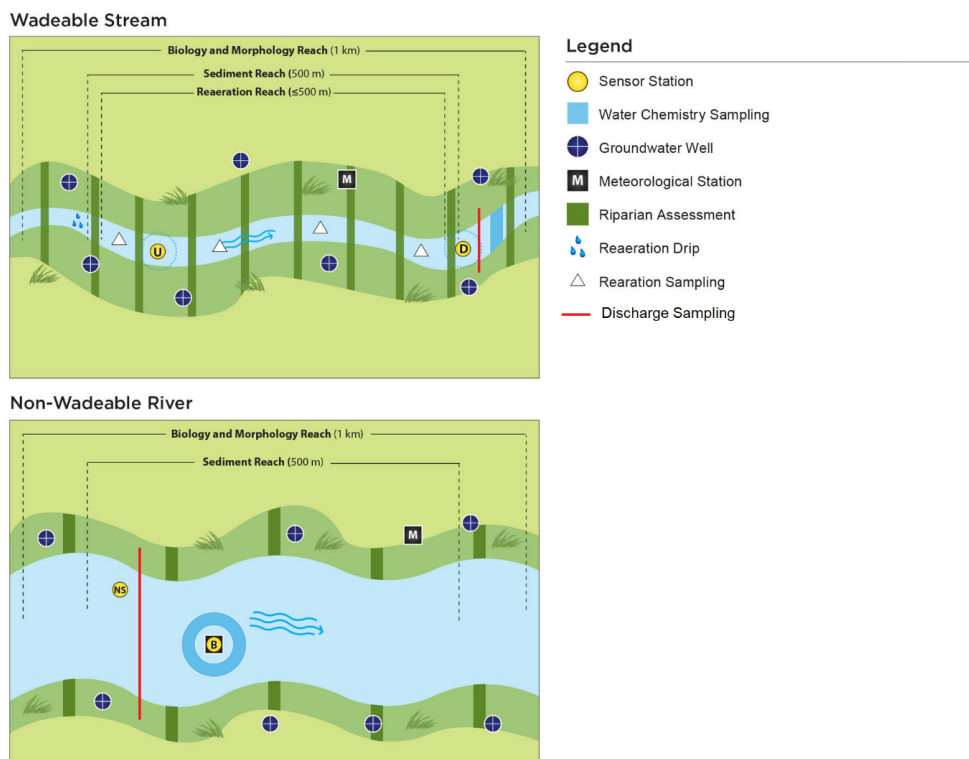 Wadeable Stream
Biology and Morphology Reach (1 km)
Sediment Reach (500 m)
Reaeration Reach (≤500 m)
M
U
D
Legend
Sensor Station
Water Chemistry Sampling
Groundwater Well
M Meteorological Station
Riparian Assessment
Reaeration Drip
Rearation Sampling
Discharge Sampling
Non-Wadeable River
Biology and Morphology Reach (1 km)
Sediment Reach (500 m)
M
NS
B